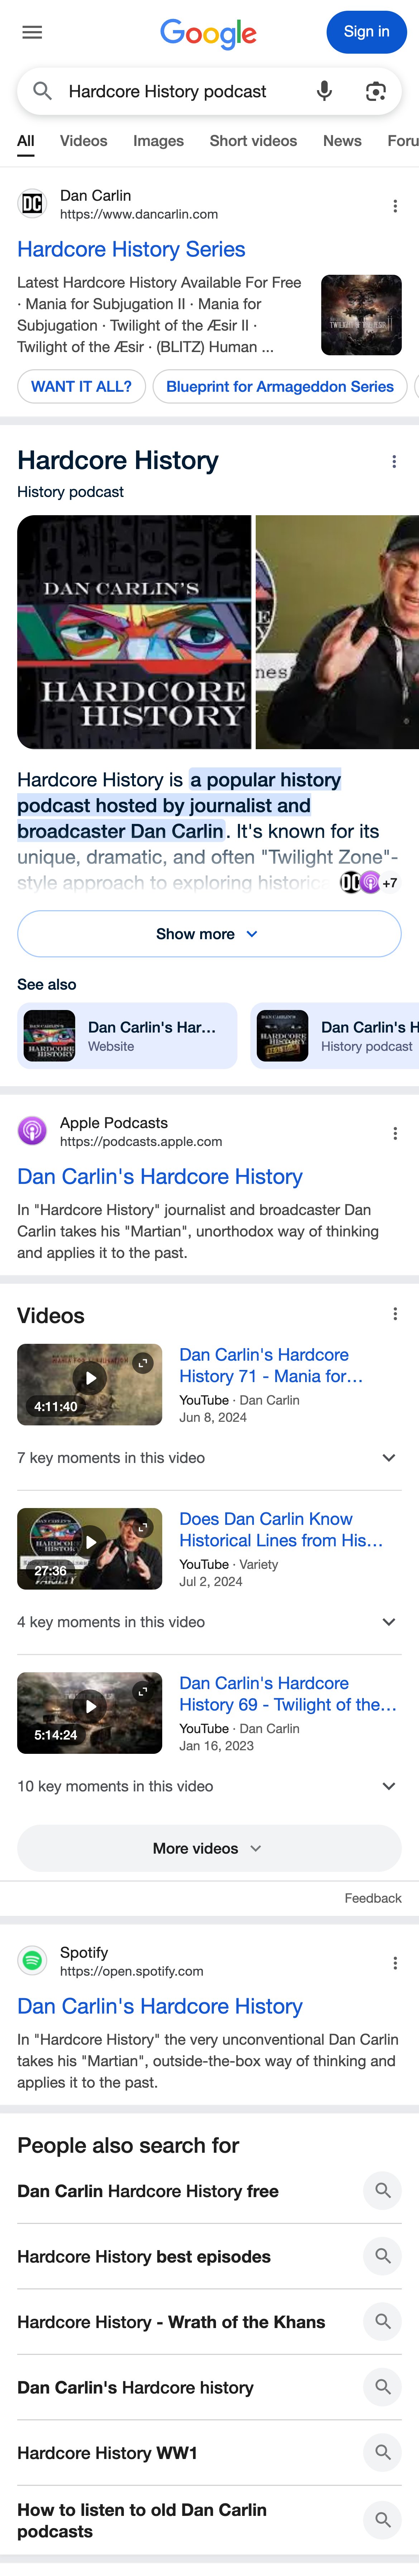 Google
Sign in
Hardcore History podcast
All Videos Images Short videos News Foru
Dan Carlin
https://www.dancarlin.com
Hardcore History Series
Latest Hardcore History Available For Free
· Mania for Subjugation II · Mania for
Subjugation · Twilight of the Æsir II ·
Twilight of the Æsir · (BLITZ) Human ...
WANT IT ALL? Blueprint for Armageddon Series
Hardcore History
History podcast
DAN CARLIN'S
HARDCORE
HISTORY
Hardcore History is a popular history
podcast hosted by journalist and
broadcaster Dan Carlin. It's known for its
unique, dramatic, and often "Twilight Zone"-
style approach to exploring historica
+7
Show more
See also
Dan Carlin's Har...
Website
Dan Carlin's H
History podcast
Apple Podcasts
https://podcasts.apple.com
Dan Carlin's Hardcore History
In "Hardcore History" journalist and broadcaster Dan
Carlin takes his "Martian", unorthodox way of thinking
and applies it to the past.
Videos
4:11:40
Dan Carlin's Hardcore
History 71 - Mania for...
YouTube · Dan Carlin
Jun 8, 2024
7 key moments in this video
27:36
Does Dan Carlin Know
Historical Lines from His...
YouTube · Variety
Jul 2, 2024
4 key moments in this video
5:14:24
Dan Carlin's Hardcore
History 69 - Twilight of the...
YouTube · Dan Carlin
Jan 16, 2023
10 key moments in this video
More videos
Feedback
Spotify
https://open.spotify.com
Dan Carlin's Hardcore History
In "Hardcore History" the very unconventional Dan Carlin
takes his "Martian", outside-the-box way of thinking and
applies it to the past.
People also search for
Dan Carlin Hardcore History free
Hardcore History best episodes
Hardcore History - Wrath of the Khans
Dan Carlin's Hardcore history
Hardcore History WW1
How to listen to old Dan Carlin
podcasts